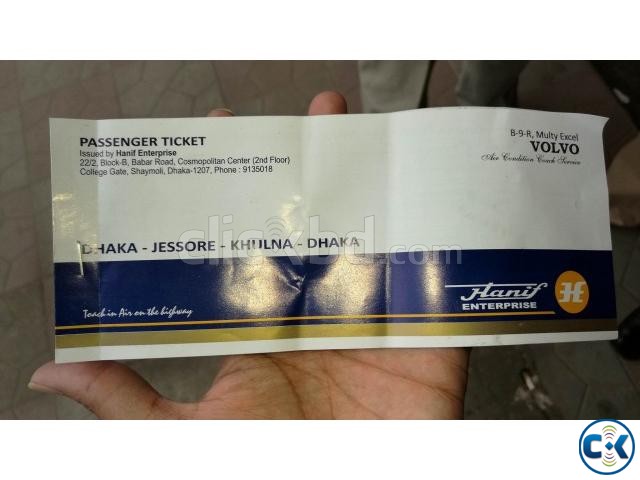 PASSENGER TICKET
Issued by Hanif Enterprise
22/2, Block-B, Babar Road, Cosmopolitan Center (2nd Floor)
College Gate, Shaymoli, Dhaka-1207, Phone : 9135018
B-9-R, Multy Excel
VOLVO
Air Condition Coach Service
clickbd.com
DHAKA - JESSORE - KHULNA - DHAKA
Hanif
ENTERPRISE
H
Toach in Air on the highway
CK